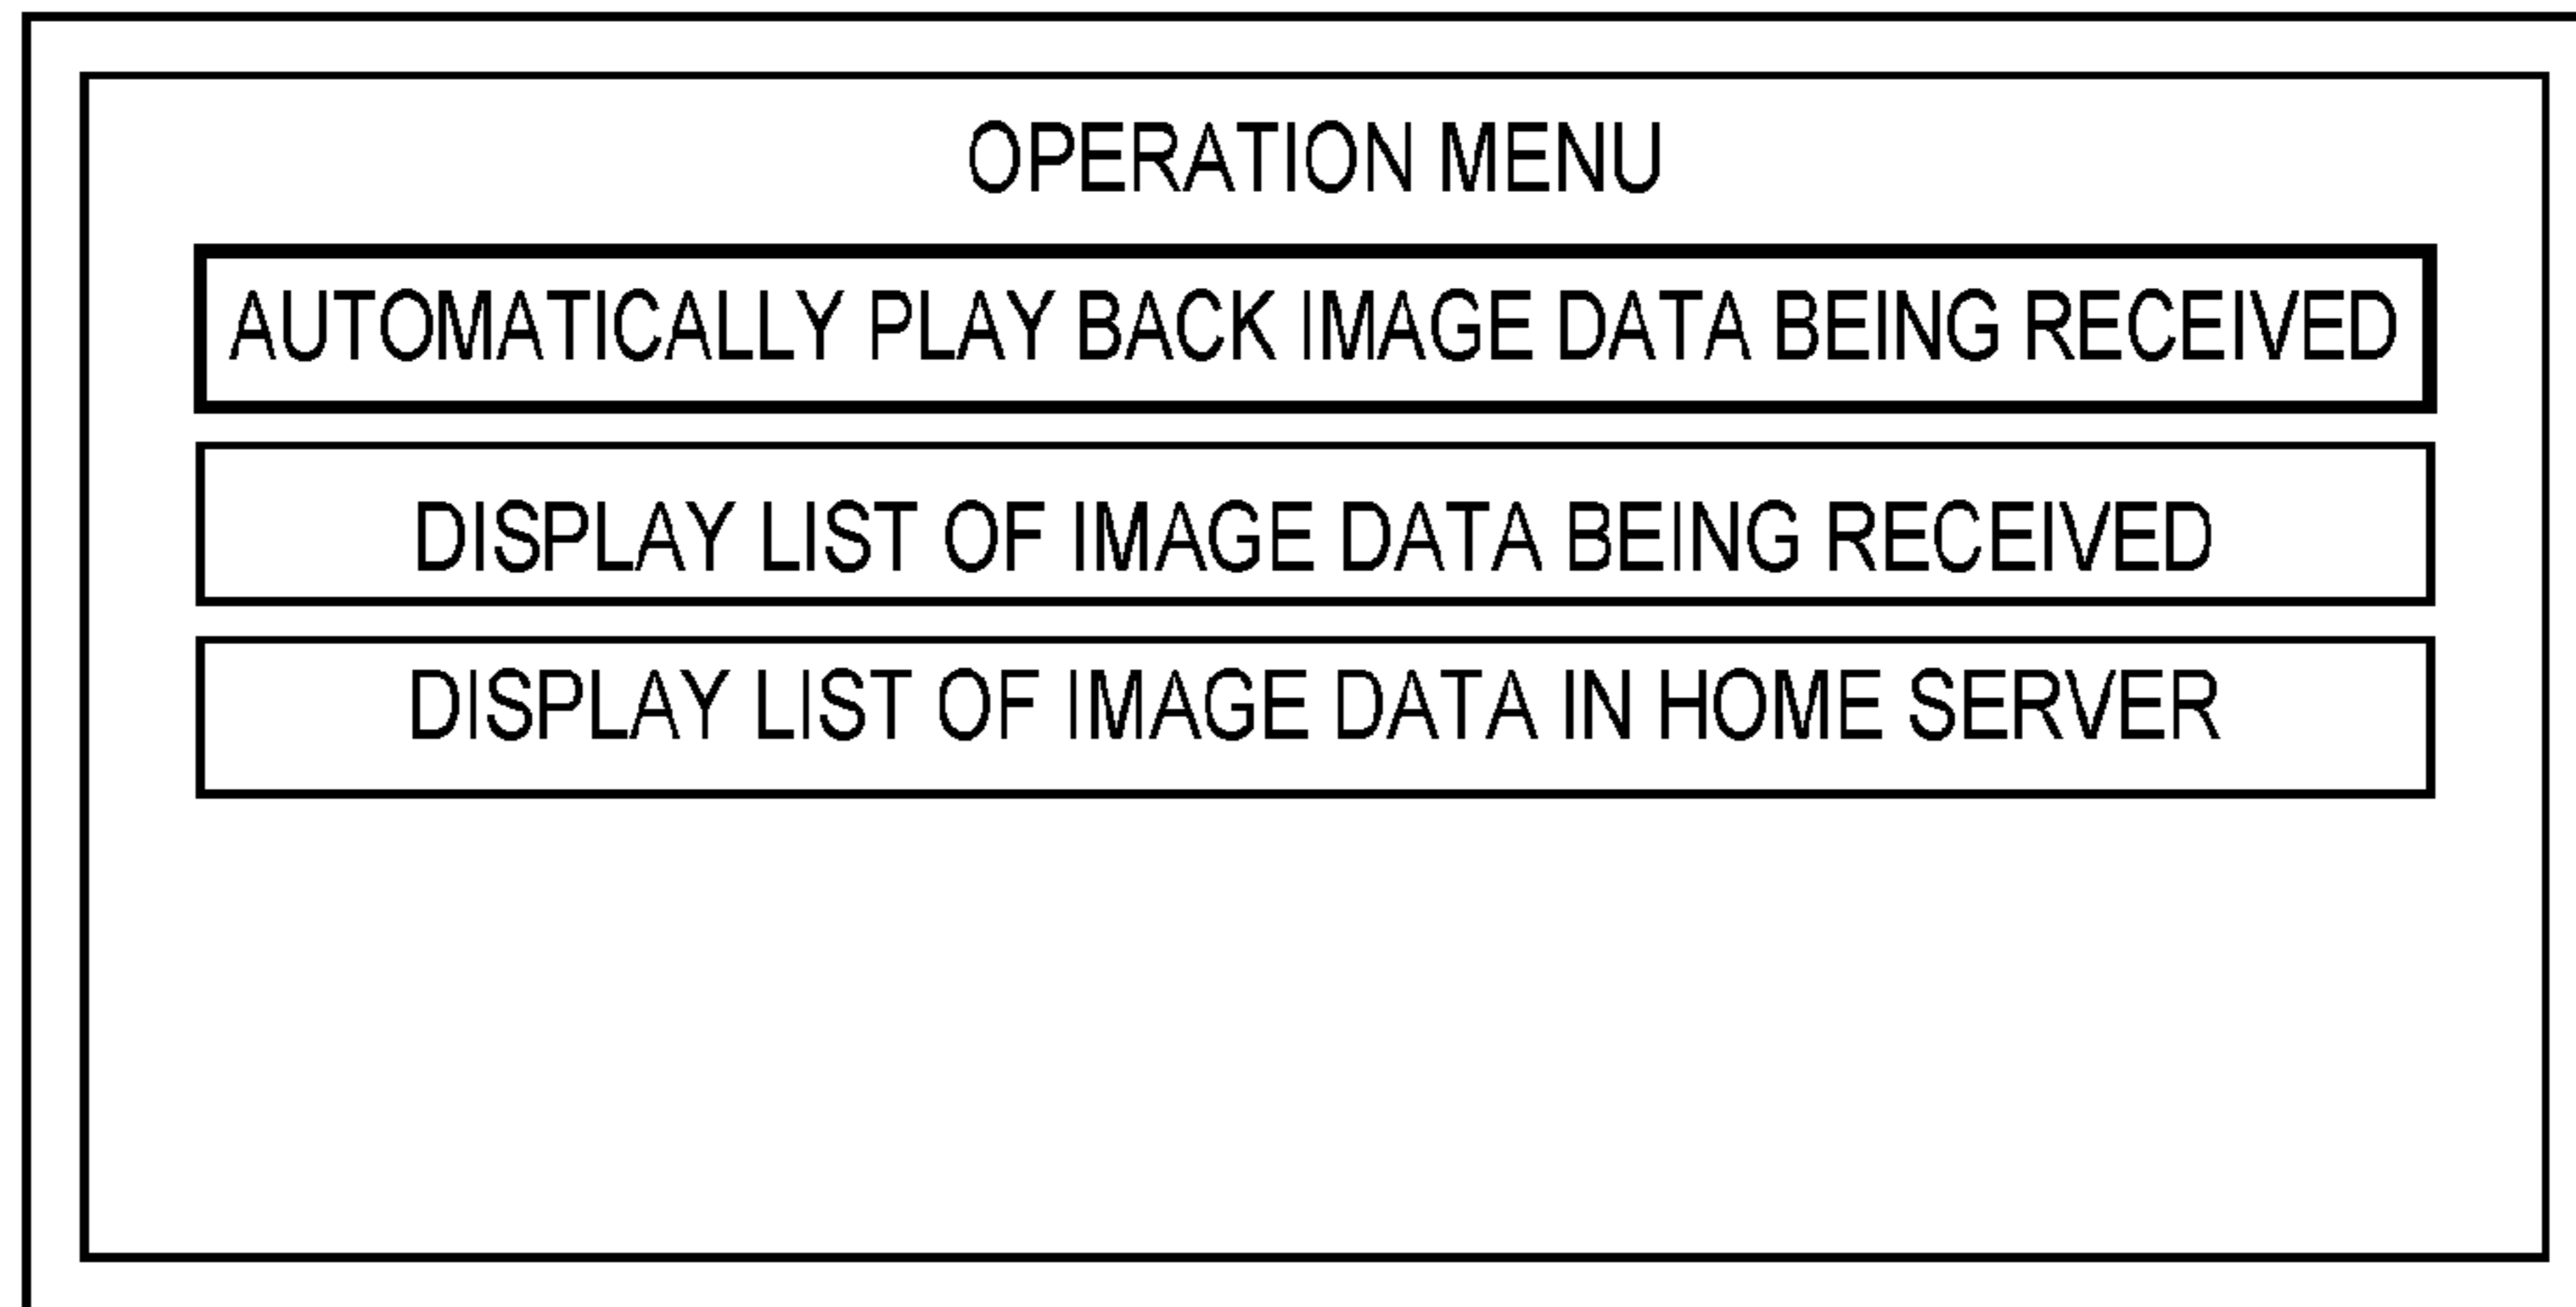 OPERATION MENU
AUTOMATICALLY PLAY BACK IMAGE DATA BEING RECEIVED
DISPLAY LIST OF IMAGE DATA BEING RECEIVED
DISPLAY LIST OF IMAGE DATA IN HOME SERVER